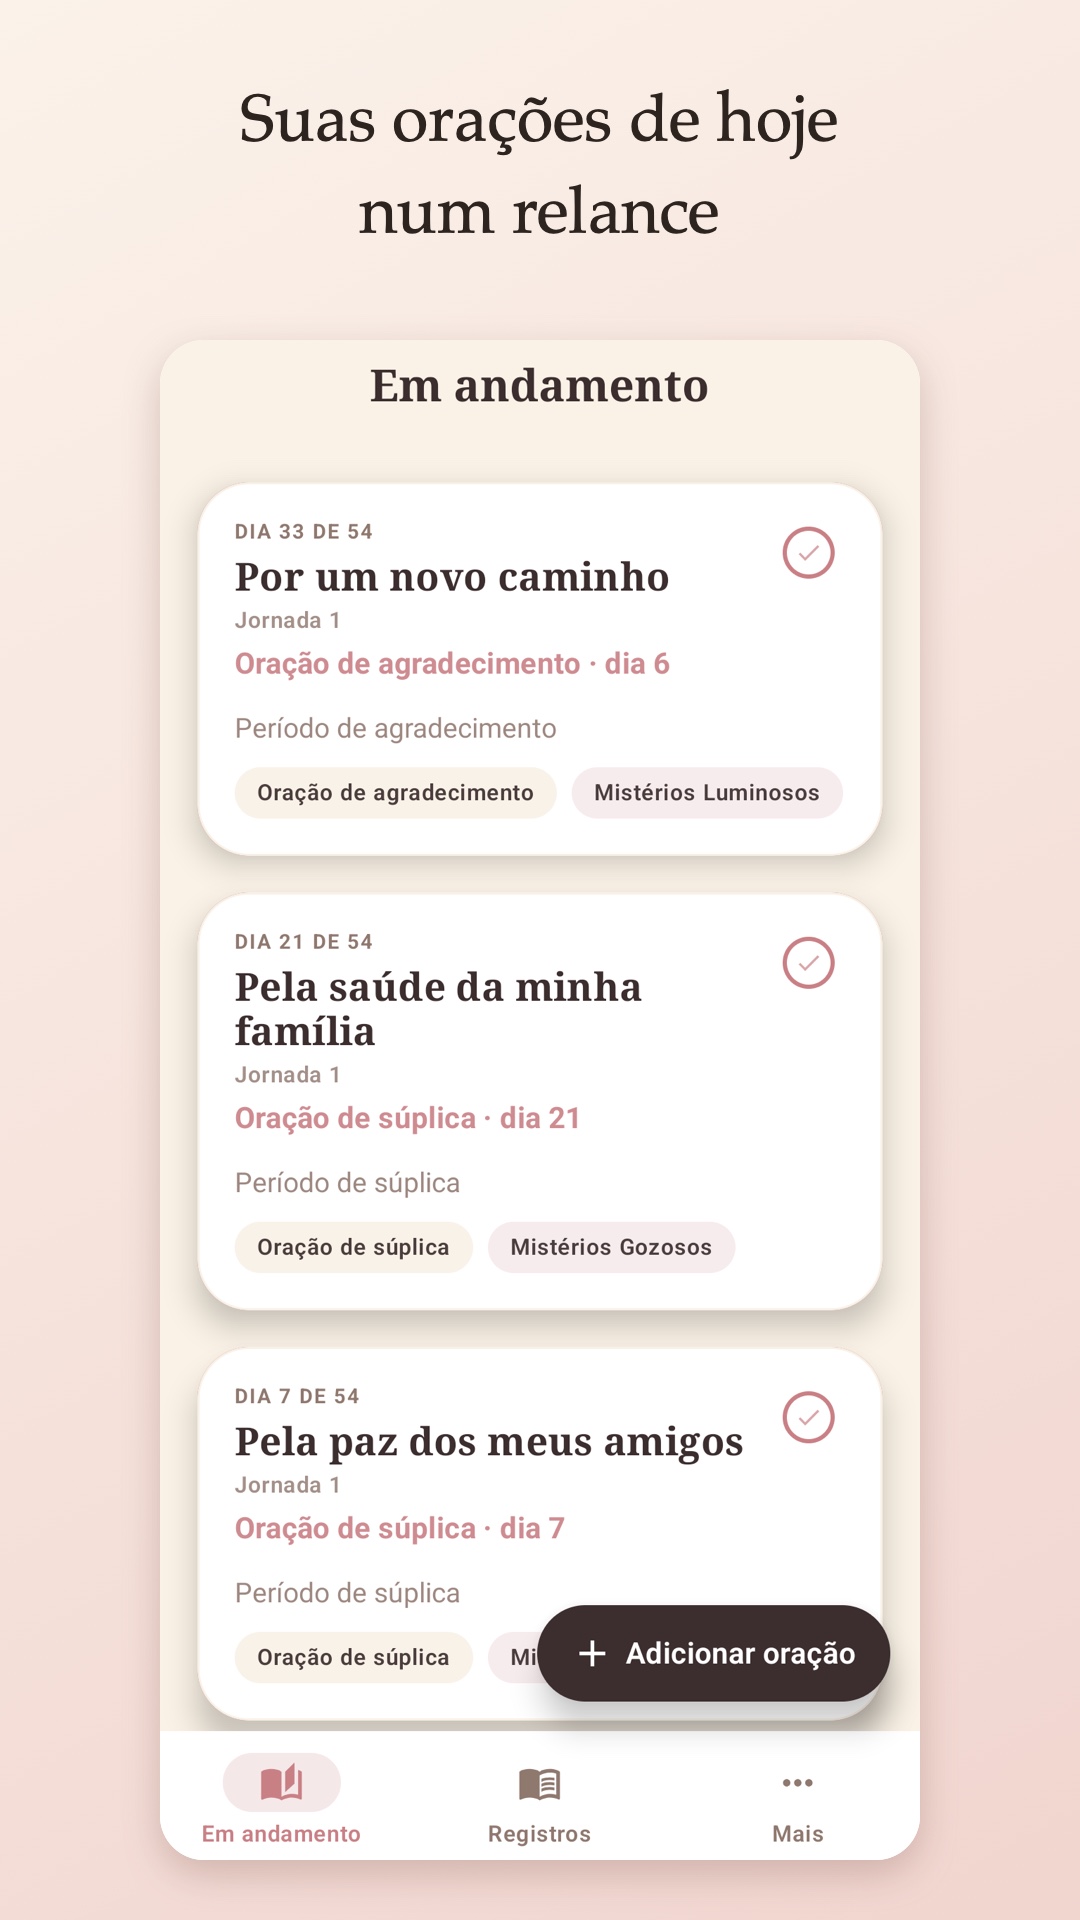 Suas orações de hoje
num relance
Em andamento
DIA 33 DE 54
Por um novo caminho
Jornada 1
Oração de agradecimento · dia 6
Período de agradecimento
Oração de agradecimento
Mistérios Luminosos
DIA 21 DE 54
Pela saúde da minha
família
Jornada 1
Oração de súplica · dia 21
Período de súplica
Oração de súplica
Mistérios Gozosos
DIA 7 DE 54
Pela paz dos meus amigos
Jornada 1
Oração de súplica · dia 7
Período de súplica
Oração de súplica
Adicionar oração
Em andamento
Registros
Mais